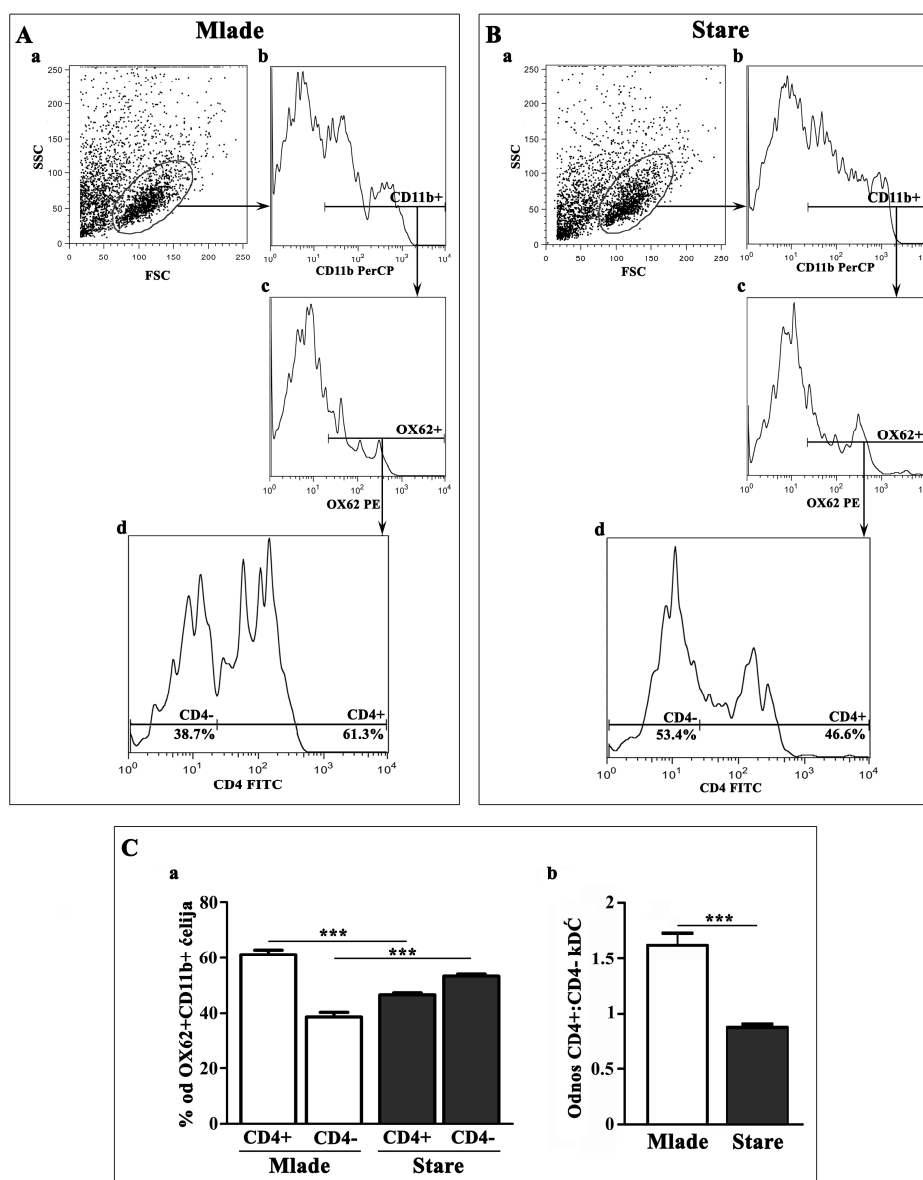 A Mlade
a
250
200
150
100
50
0
SSC
0 50 100 150 200 250
FSC
b
CD11b+
10^0 10^1 10^2 10^3 10^4
CD11b PerCP
c
OX62+
10^0 10^1 10^2 10^3 10^4
OX62 PE
d
CD4- CD4+
38.7% 61.3%
10^0 10^1 10^2 10^3 10^4
CD4 FITC
B Stare
a
250
200
150
100
50
0
SSC
0 50 100 150 200 250
FSC
b
CD11b+
10^0 10^1 10^2 10^3
CD11b PerCP
c
OX62+
10^0 10^1 10^2 10^3
OX62 PE
d
CD4- CD4+
53.4% 46.6%
10^0 10^1 10^2 10^3 10^4
CD4 FITC
C
a
% od OX62+CD11b+ ćelija
80
60
40
20
0
***
***
CD4+ CD4- CD4+ CD4-
Mlade Stare
b
Odnos CD4+:CD4- kDĆ
2
1.5
1
0.5
0
***
Mlade Stare